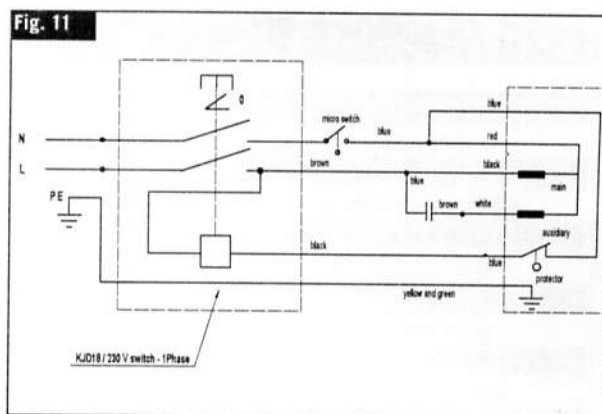 Fig. 11
0
N
micro switch
blue
blue
red
L
brown
black
blue
main
PE
brown
white
auxidiary
black
blue
protector
yellow and green
KJD18 / 230 V switch - 1Phase